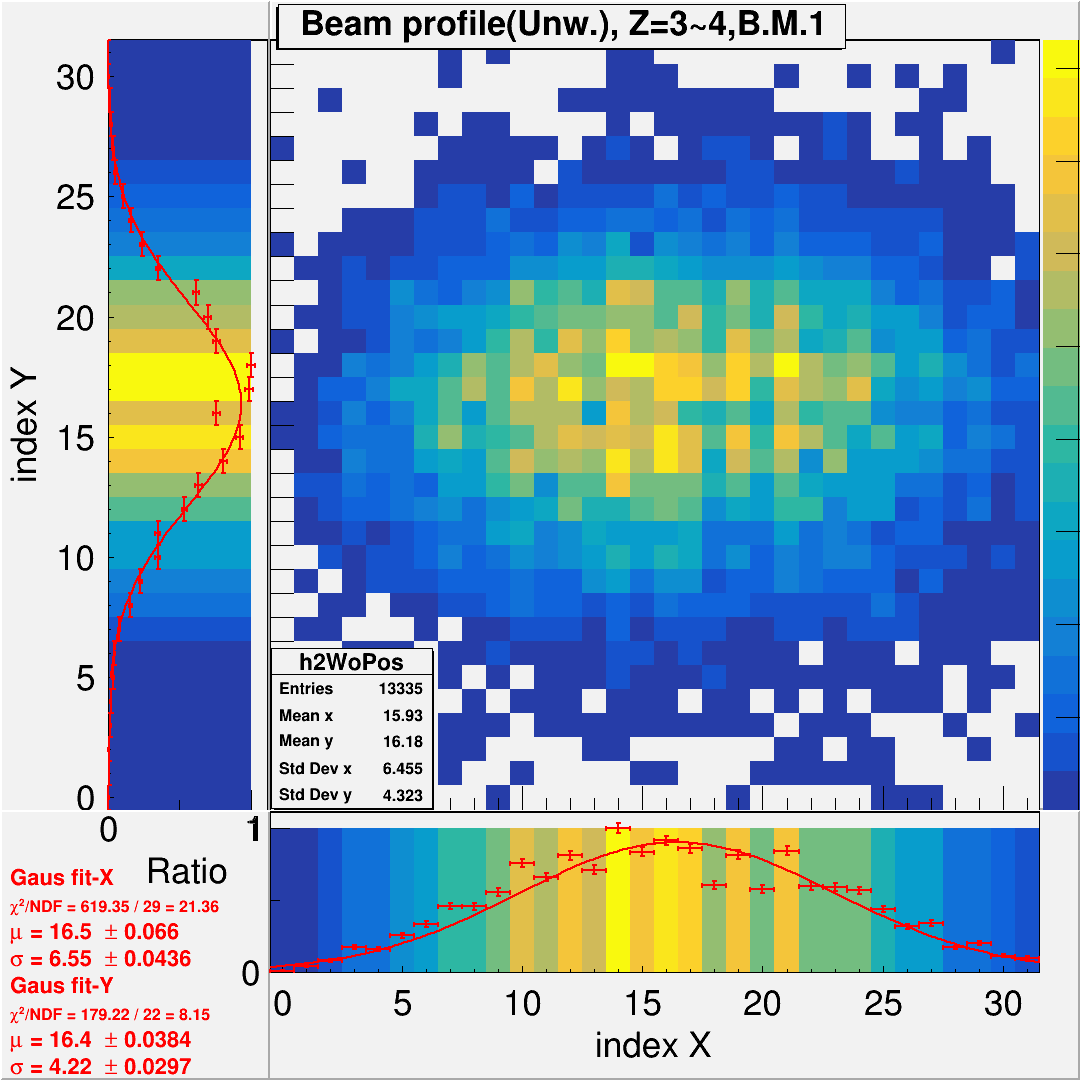 Beam profile(Unw.), Z=3~4,B.M.1
30
25
20
15
10
5
0
index Y
0
1
Ratio
h2WoPos
Entries 13335
Mean x 15.93
Mean y 16.18
Std Dev x 6.455
Std Dev y 4.323
1
0
0 5 10 15 20 25 30
index X
Gaus fit-X
χ²/NDF = 619.35 / 29 = 21.36
μ = 16.5 ± 0.066
σ = 6.55 ± 0.0436
Gaus fit-Y
χ²/NDF = 179.22 / 22 = 8.15
μ = 16.4 ± 0.0384
σ = 4.22 ± 0.0297